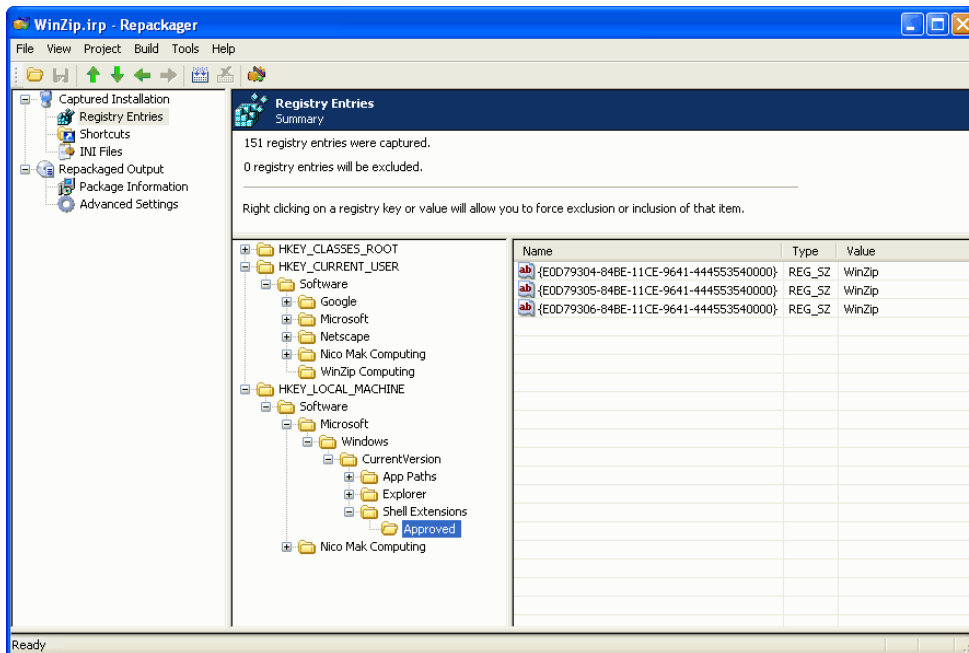 WinZip.irp - Repackager
File View Project Build Tools Help
Captured Installation
Registry Entries
Shortcuts
INI Files
Repackaged Output
Package Information
Advanced Settings
Registry Entries
Summary
151 registry entries were captured.
0 registry entries will be excluded.
Right clicking on a registry key or value will allow you to force exclusion or inclusion of that item.
HKEY_CLASSES_ROOT
HKEY_CURRENT_USER
Software
Google
Microsoft
Netscape
Nico Mak Computing
WinZip Computing
HKEY_LOCAL_MACHINE
Software
Microsoft
Windows
CurrentVersion
App Paths
Explorer
Shell Extensions
Approved
Nico Mak Computing
Name Type Value
ab {E0D79304-84BE-11CE-9641-444553540000} REG_SZ WinZip
ab {E0D79305-84BE-11CE-9641-444553540000} REG_SZ WinZip
ab {E0D79306-84BE-11CE-9641-444553540000} REG_SZ WinZip
Ready